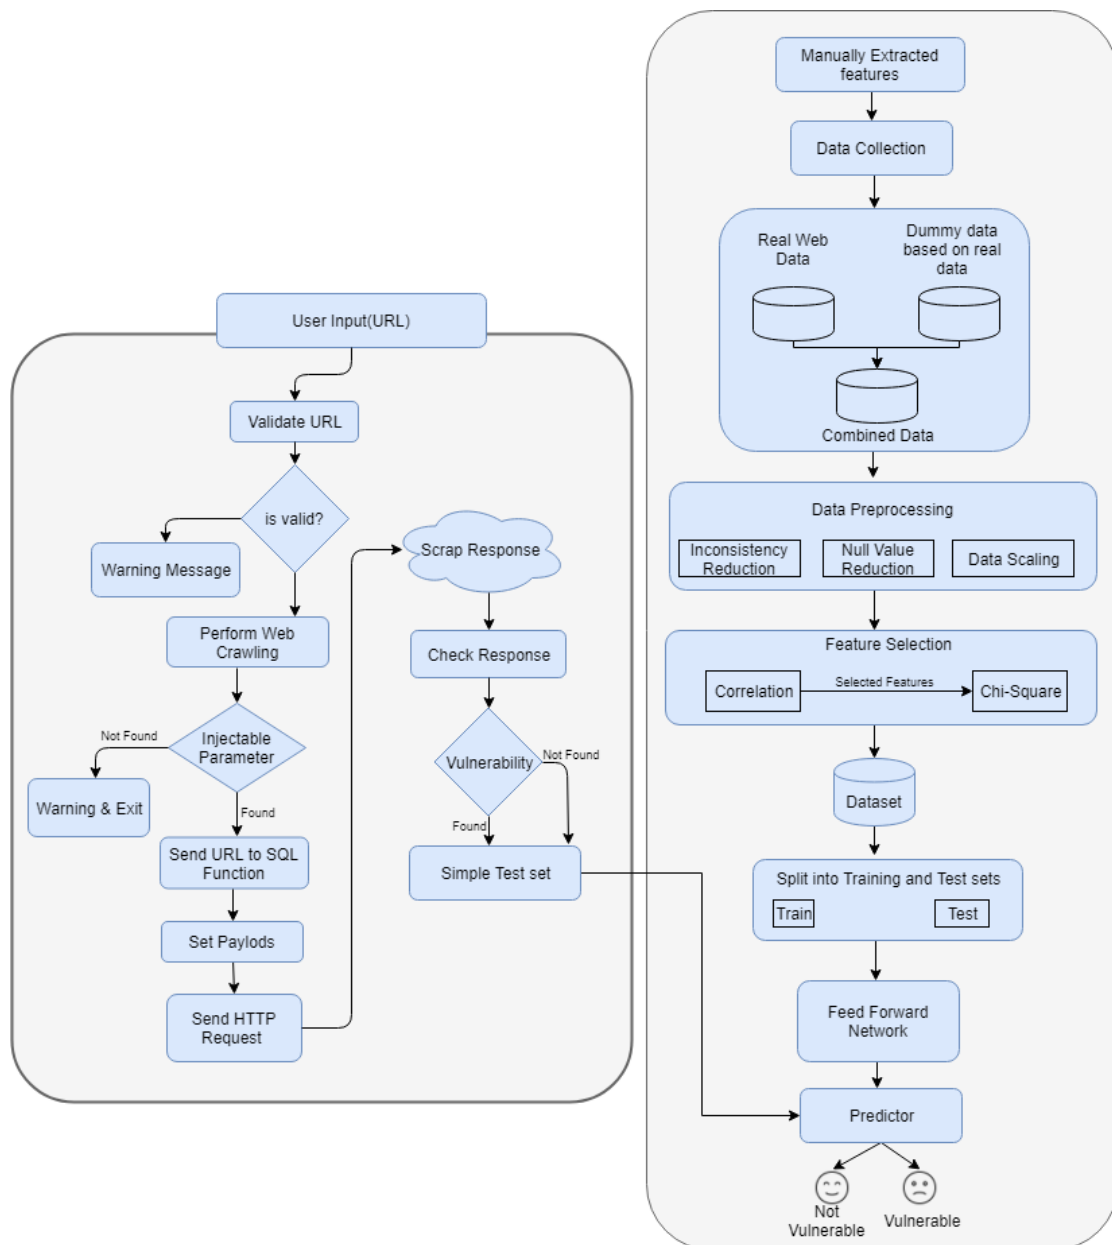 User Input(URL)
Validate URL
is valid?
Warning Message
Perform Web
Crawling
Injectable
Parameter
Not Found
Warning & Exit
Found
Send URL to SQL
Function
Set Paylods
Send HTTP
Request
Scrap Response
Check Response
Vulnerability
Not Found
Found
Simple Test set
Manually Extracted
features
Data Collection
Real Web
Data
Dummy data
based on real
data
Combined Data
Data Preprocessing
Inconsistency
Reduction
Null Value
Reduction
Data Scaling
Feature Selection
Correlation
Selected Features
Chi-Square
Dataset
Split into Training and Test sets
Train
Test
Feed Forward
Network
Predictor
Not
Vulnerable
Vulnerable